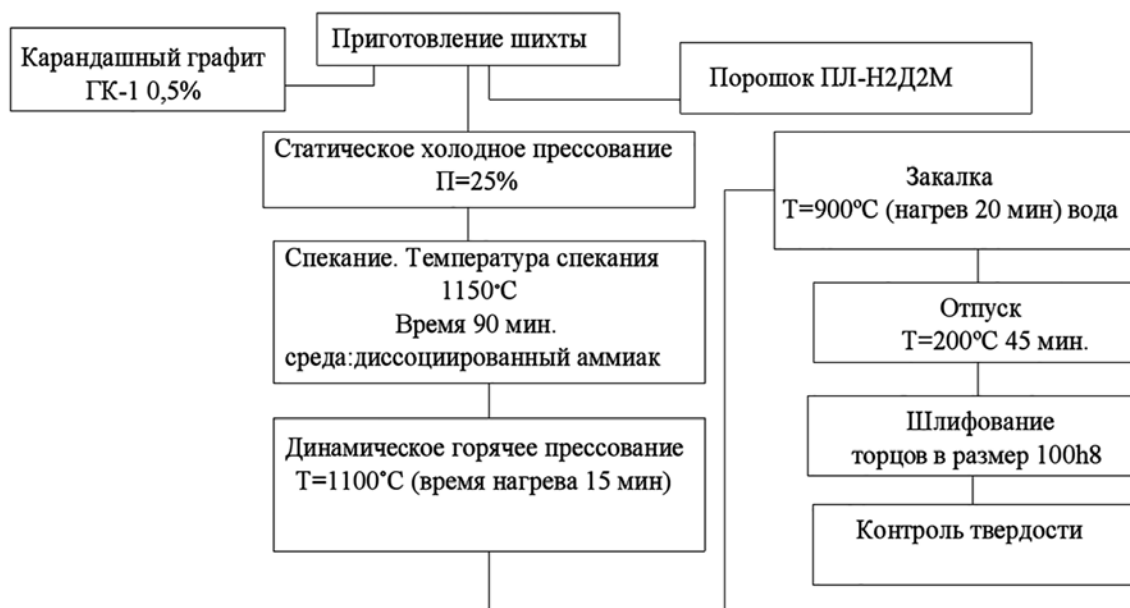 Приготовление шихты
Карандашный графит
ГК-1 0,5%
Порошок ПЛ-Н2Д2М
Статическое холодное прессование
П=25%
Спекание. Температура спекания
1150°С
Время 90 мин.
среда:диссоциированный аммиак
Динамическое горячее прессование
Т=1100°С (время нагрева 15 мин)
Закалка
Т=900ºС (нагрев 20 мин) вода
Отпуск
Т=200ºС 45 мин.
Шлифование
торцов в размер 100h8
Контроль твердости